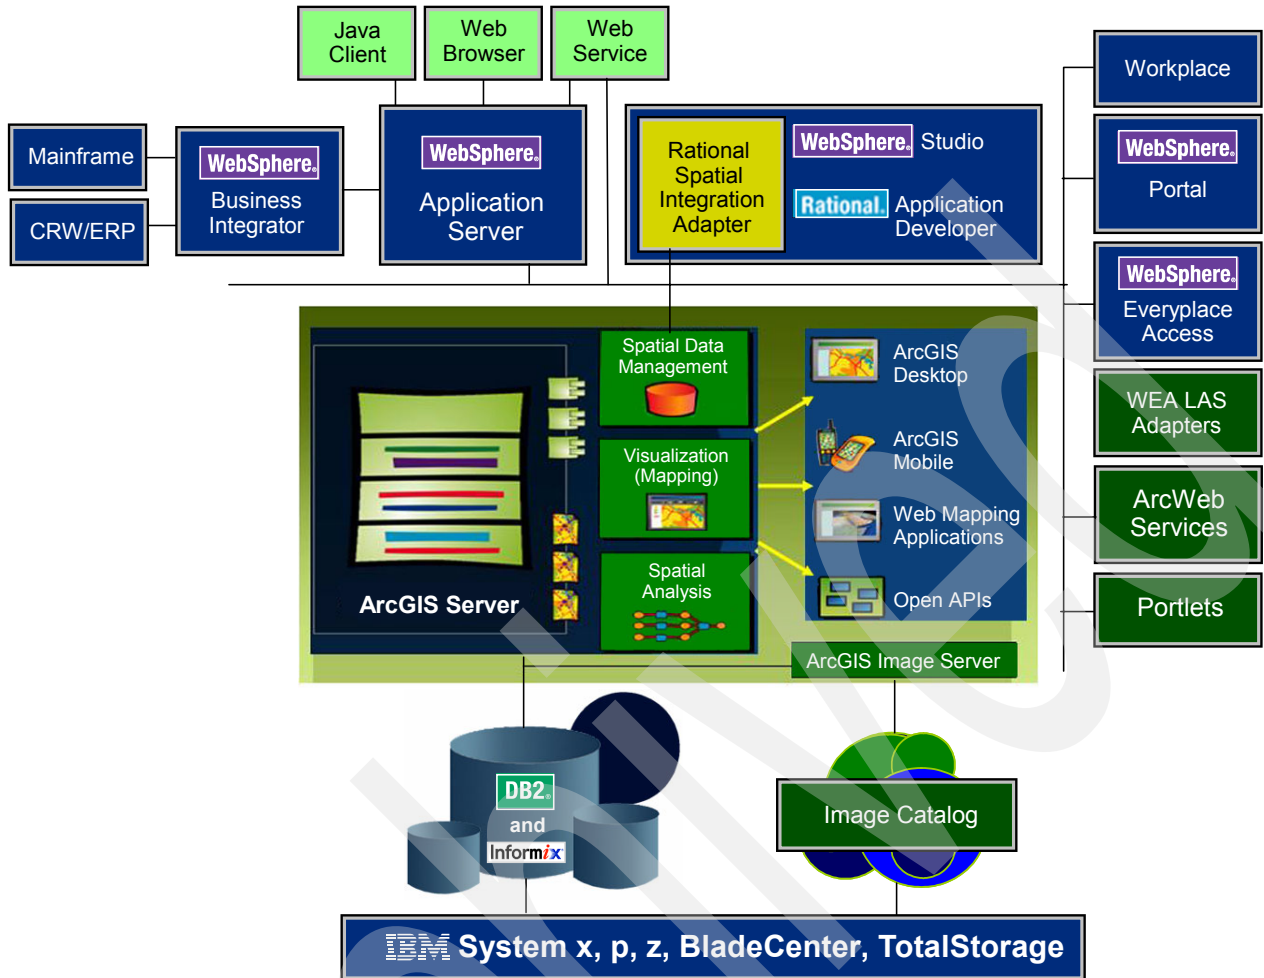 Java
Client
Web
Browser
Web
Service
Workplace
Mainframe
CRW/ERP
WebSphere.
Business
Integrator
WebSphere.
Application
Server
Rational
Spatial
Integration
Adapter
WebSphere. Studio
Rational. Application
Developer
WebSphere.
Portal
WebSphere.
Everyplace
Access
WEA LAS
Adapters
ArcWeb
Services
Portlets
ArcGIS Server
Spatial Data
Management
Visualization
(Mapping)
Spatial
Analysis
ArcGIS
Desktop
ArcGIS
Mobile
Web Mapping
Applications
Open APIs
ArcGIS Image Server
DB2.
and
Informix
Image Catalog
IBM System x, p, z, BladeCenter, TotalStorage